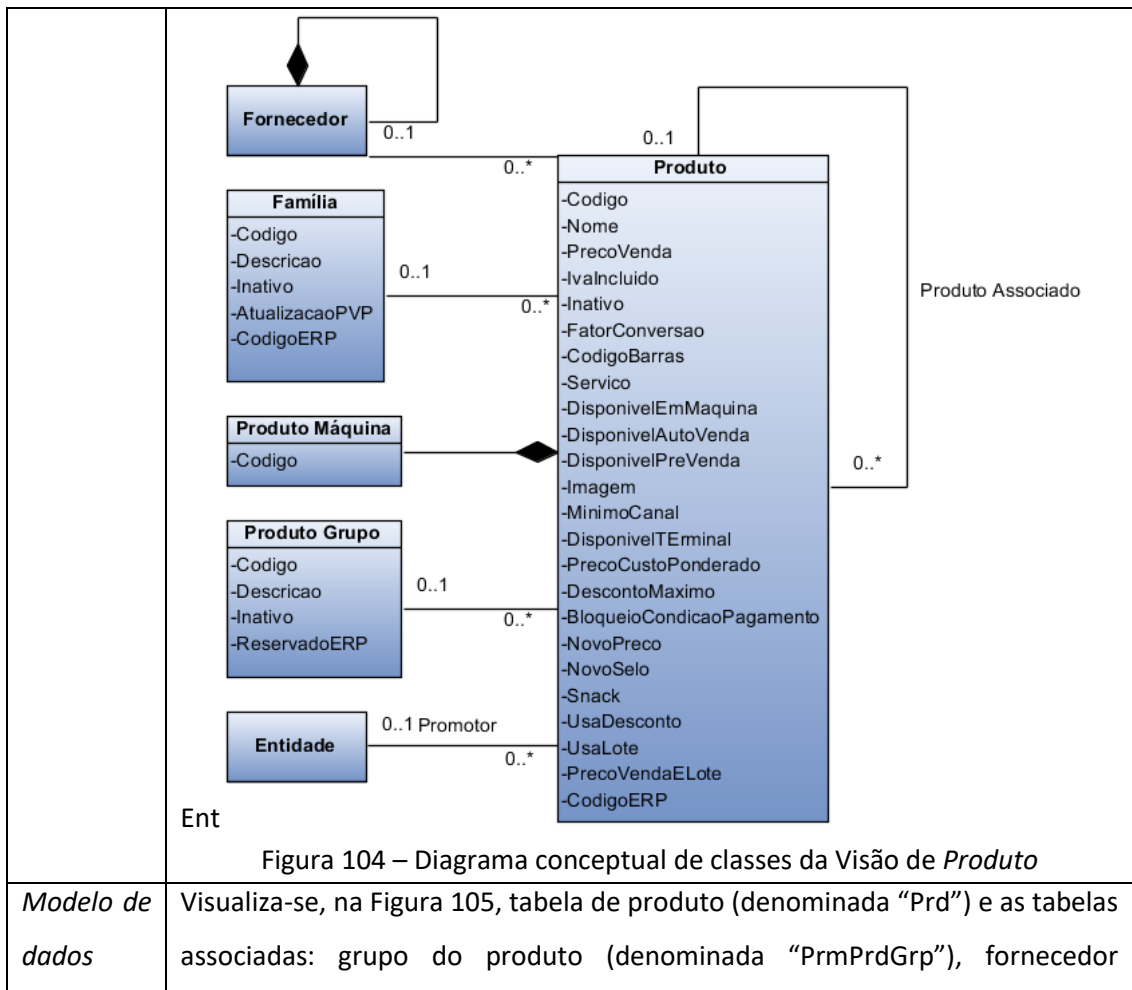 Fornecedor
0..1
0..*
0..1
Produto
-Codigo
-Nome
-PrecoVenda
-IvaIncluido
-Inativo
-FatorConversao
-CodigoBarras
-Servico
-DisponivelEmMaquina
-DisponivelAutoVenda
-DisponivelPreVenda
-Imagem
-MinimoCanal
-DisponivelTErminal
-PrecoCustoPonderado
-DescontoMaximo
-BloqueioCondicaoPagamento
-NovoPreco
-NovoSelo
-Snack
-UsaDesconto
-UsaLote
-PrecoVendaELote
-CodigoERP
Produto Associado
0..*
Família
-Codigo
-Descricao
-Inativo
-AtualizacaoPVP
-CodigoERP
0..1
0..*
Produto Máquina
-Codigo
Produto Grupo
-Codigo
-Descricao
-Inativo
-ReservadoERP
0..1
0..*
Entidade
0..1 Promotor
0..*
Ent
Figura 104 – Diagrama conceptual de classes da Visão de Produto
Modelo de
dados
Visualiza-se, na Figura 105, tabela de produto (denominada “Prd”) e as tabelas
associadas: grupo do produto (denominada “PrmPrdGrp”), fornecedor